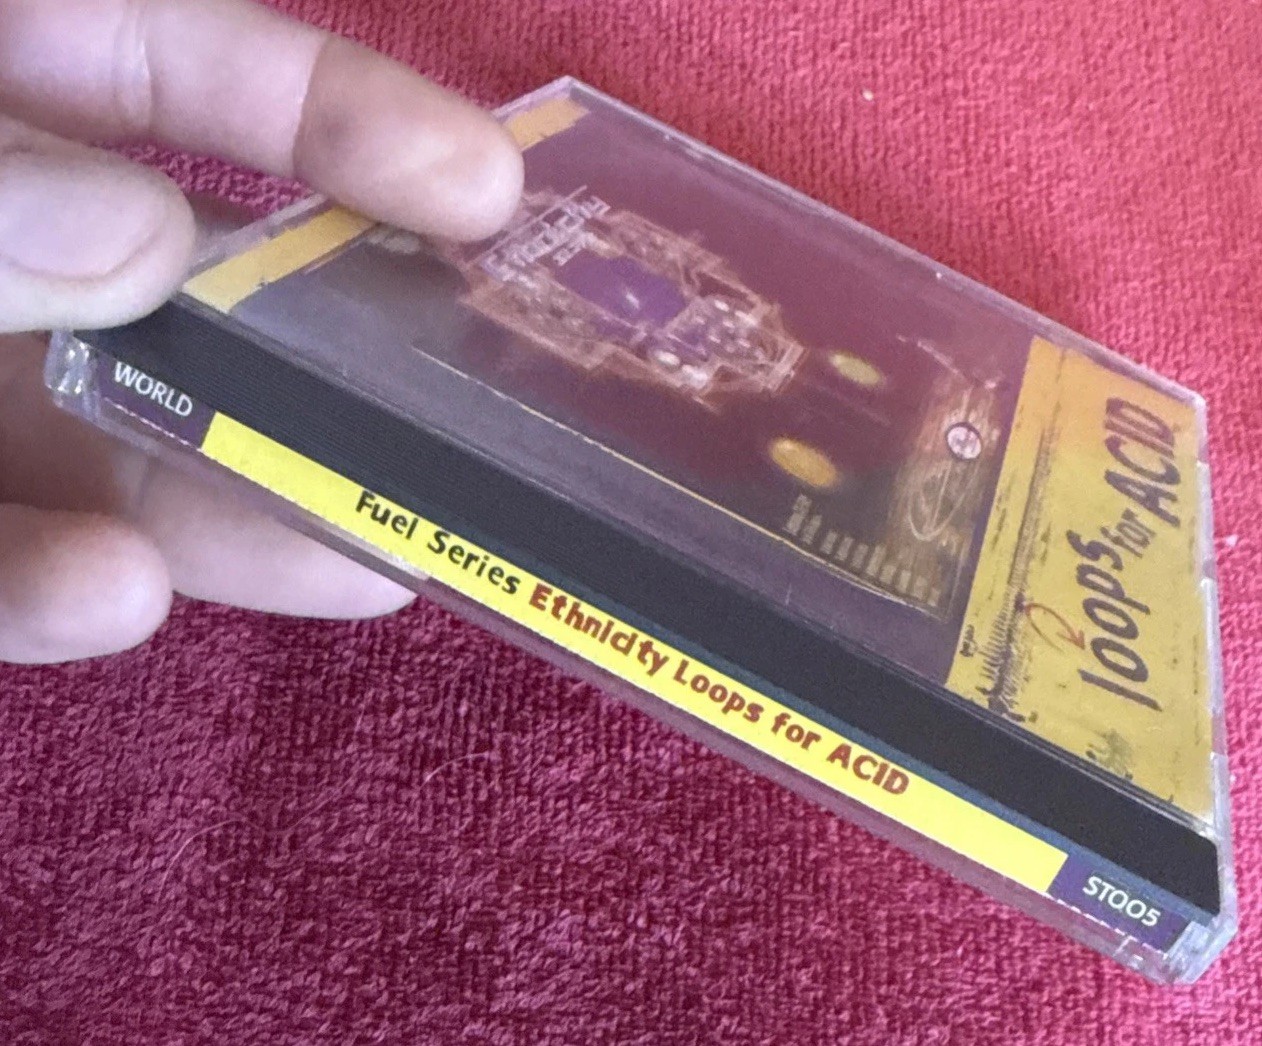 WORLD
Fuel Series Ethnicity Loops for ACID
ST005
loops for ACID